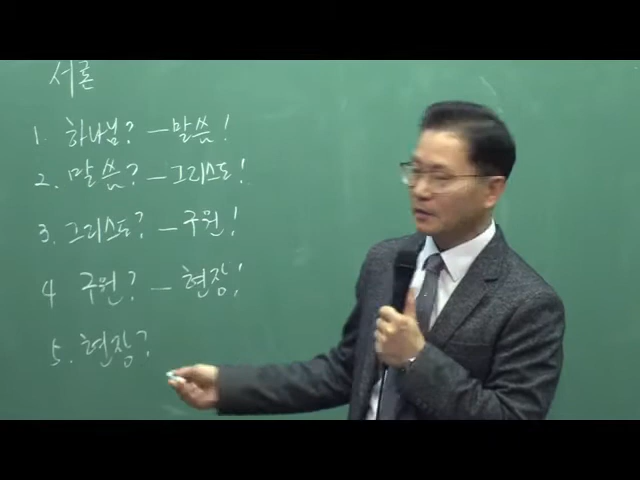 서론
1. 하나님? – 말씀!
2. 말씀? – 그리스도!
3. 그리스도? – 구원!
4 구원? – 현장!
5. 현장?